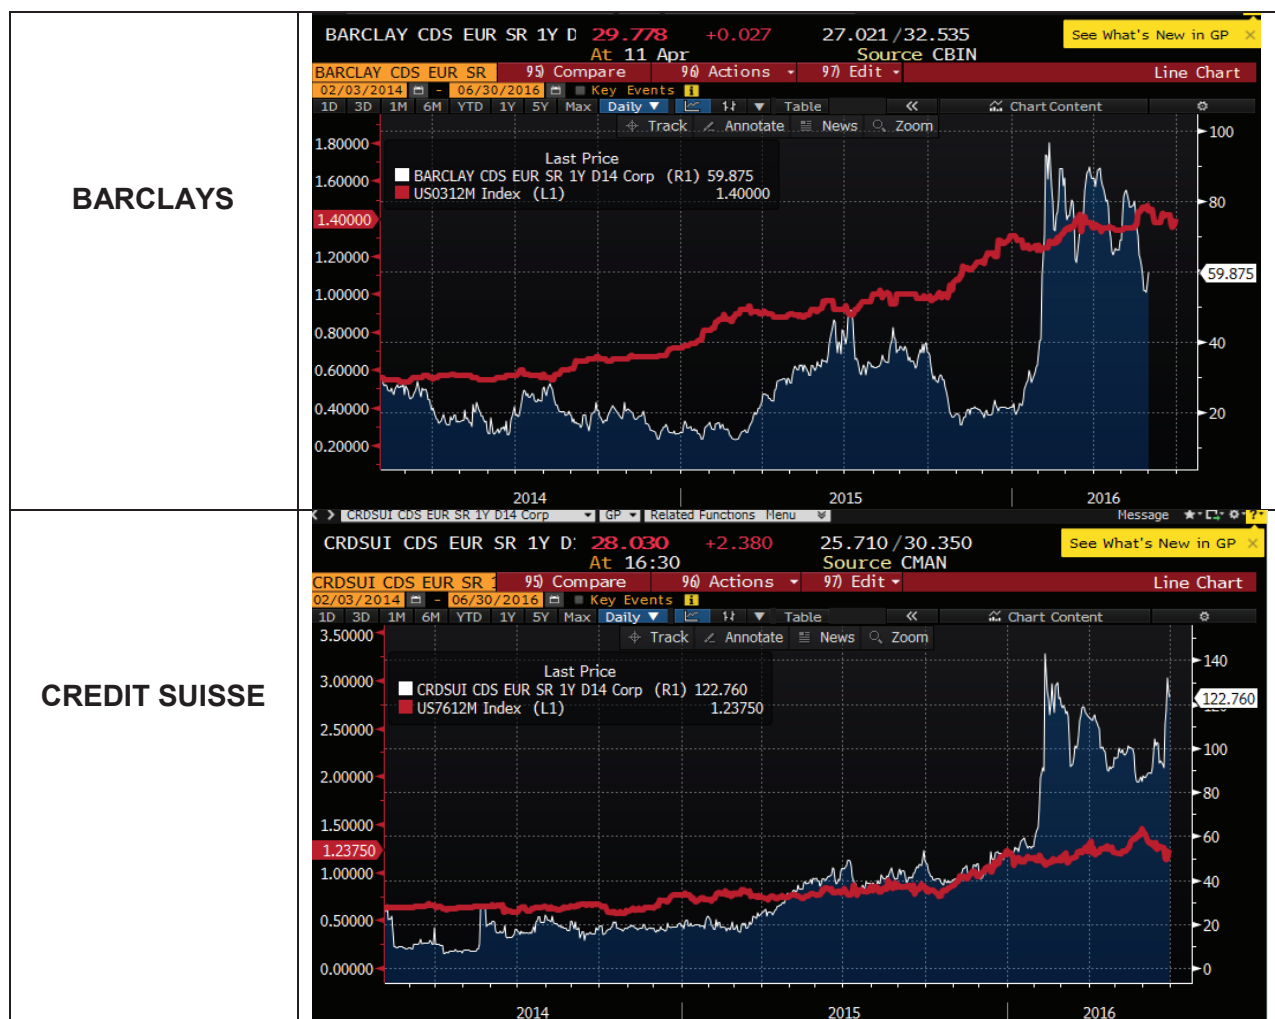 BARCLAYS
BARCLAY CDS EUR SR 1Y D 29.778 +0.027 27.021/32.535
At 11 Apr Source CBIN
See What's New in GP ×
BARCLAY CDS EUR SR 95) Compare 96) Actions 97) Edit Line Chart
02/03/2014 - 06/30/2016 Key Events i
1D 3D 1M 6M YTD 1Y 5Y Max Daily ▼ Table « Chart Content
Track Annotate News Zoom
Last Price
BARCLAY CDS EUR SR 1Y D14 Corp (R1) 59.875
US0312M Index (L1) 1.40000
1.80000
1.60000
1.40000
1.20000
1.00000
0.80000
0.60000
0.40000
0.20000
100
80
59.875
40
20
2014 2015 2016
CREDIT SUISSE
CRDSUI CDS EUR SR 1Y D14 Corp GP Related Functions Menu Message
CRDSUI CDS EUR SR 1Y D: 28.030 +2.380 25.710/30.350
At 16:30 Source CMAN
See What's New in GP ×
CRDSUI CDS EUR SR 95) Compare 96) Actions 97) Edit Line Chart
02/03/2014 - 06/30/2016 Key Events i
1D 3D 1M 6M YTD 1Y 5Y Max Daily ▼ Table « Chart Content
Track Annotate News Zoom
Last Price
CRDSUI CDS EUR SR 1Y D14 Corp (R1) 122.760
US7612M Index (L1) 1.23750
3.50000
3.00000
2.50000
2.00000
1.50000
1.23750
1.00000
0.50000
0.00000
140
122.760
100
80
60
40
20
0
2014 2015 2016